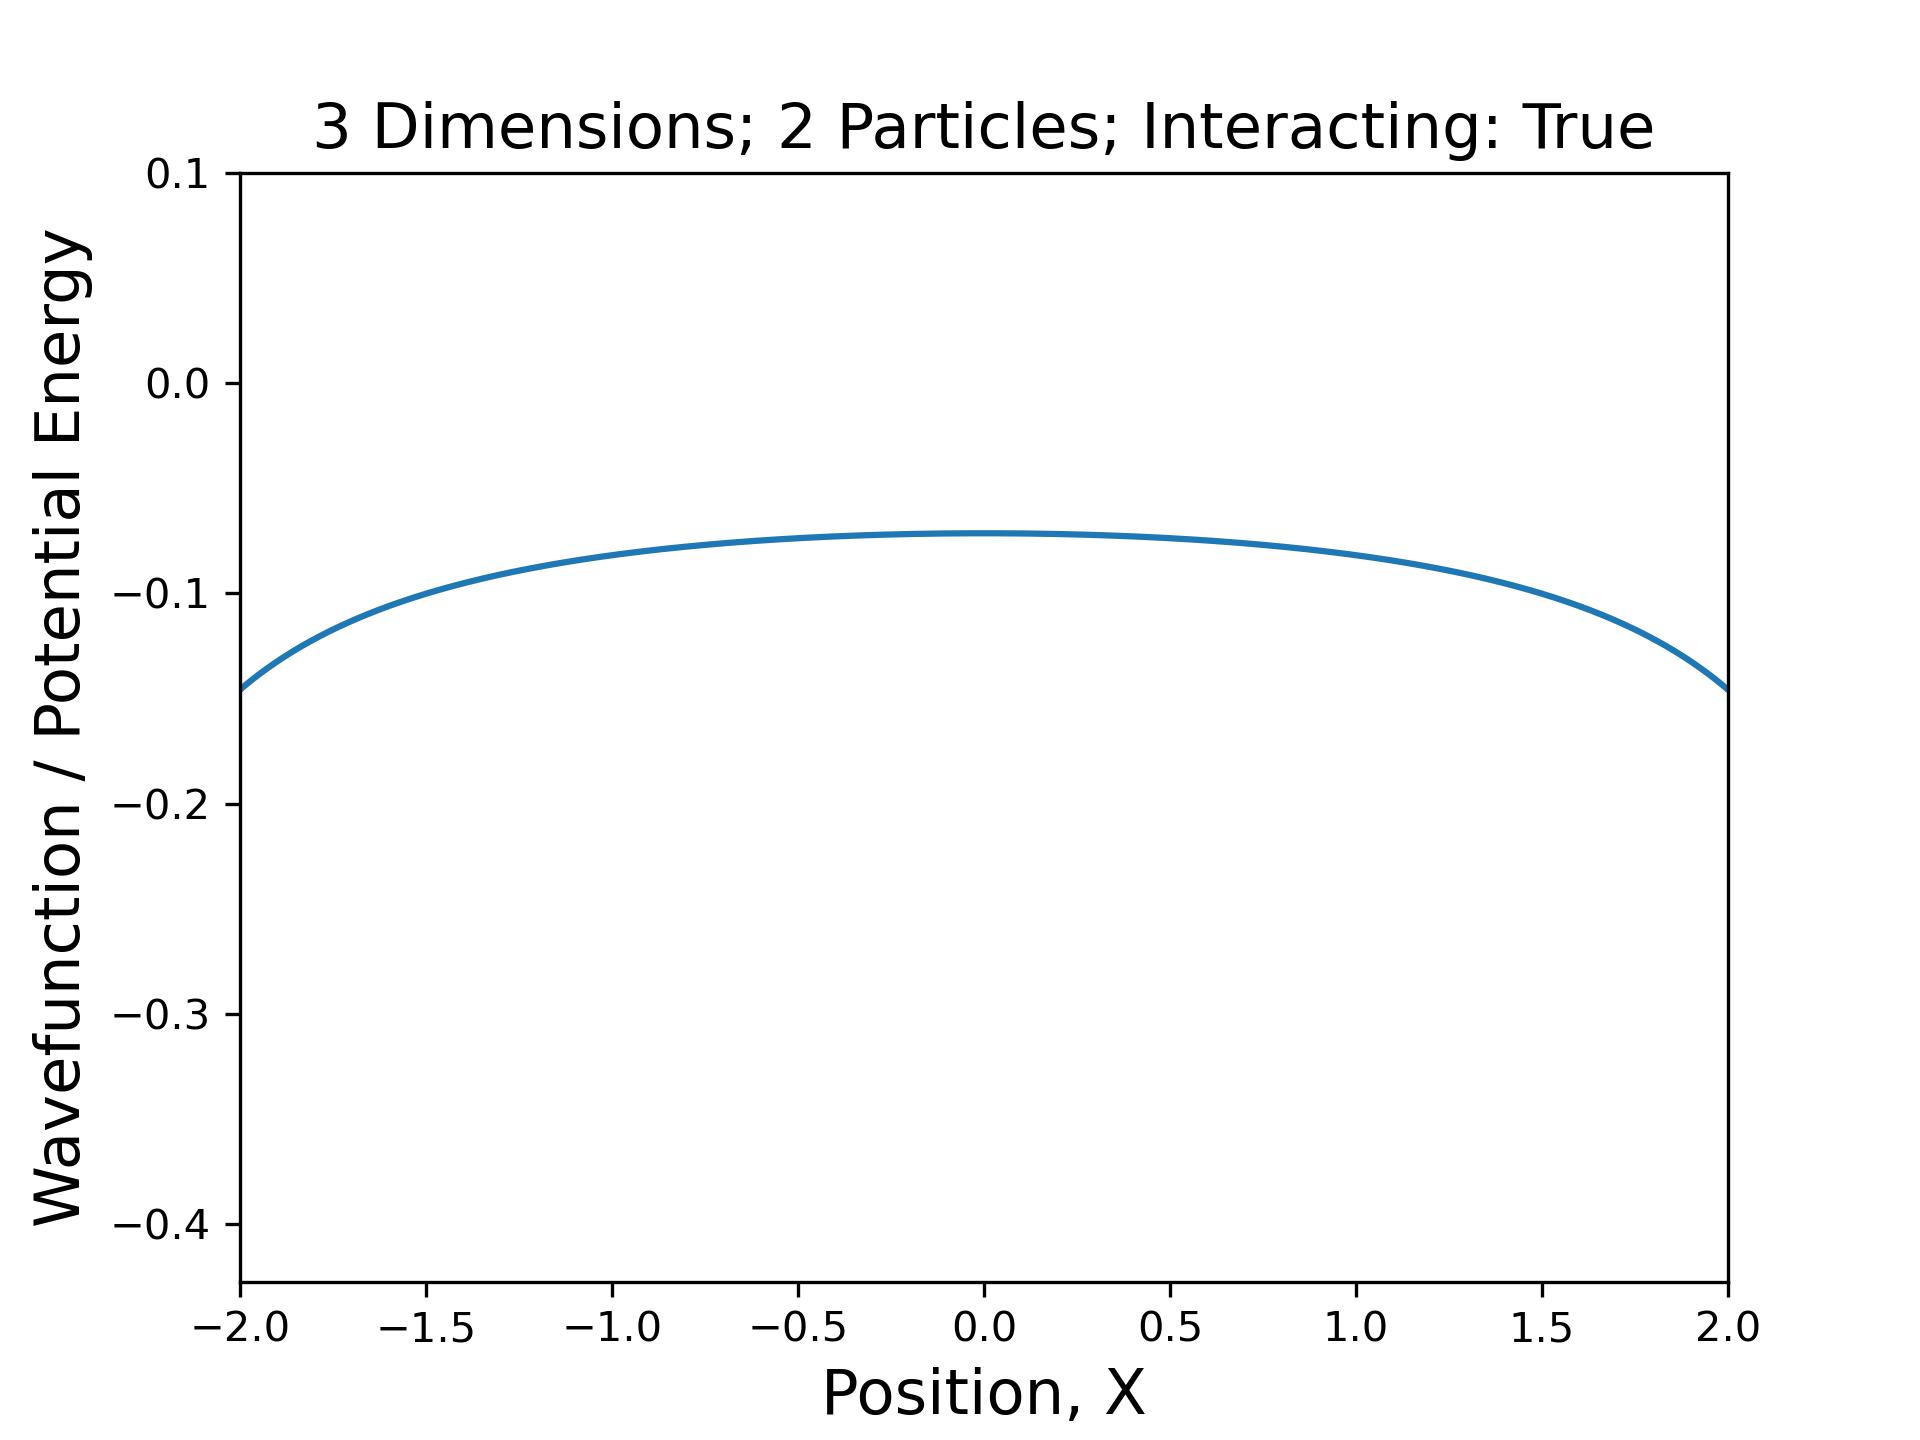 3 Dimensions; 2 Particles; Interacting: True
Wavefunction / Potential Energy
0.1
0.0
−0.1
−0.2
−0.3
−0.4
−2.0 −1.5 −1.0 −0.5 0.0 0.5 1.0 1.5 2.0
Position, X